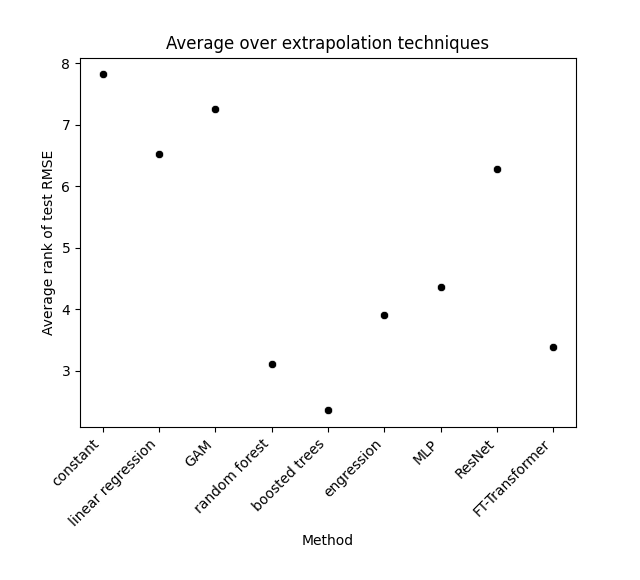 Average over extrapolation techniques
Average rank of test RMSE
8
7
6
5
4
3
constant
linear regression
GAM
random forest
boosted trees
engression
MLP
ResNet
FT-Transformer
Method